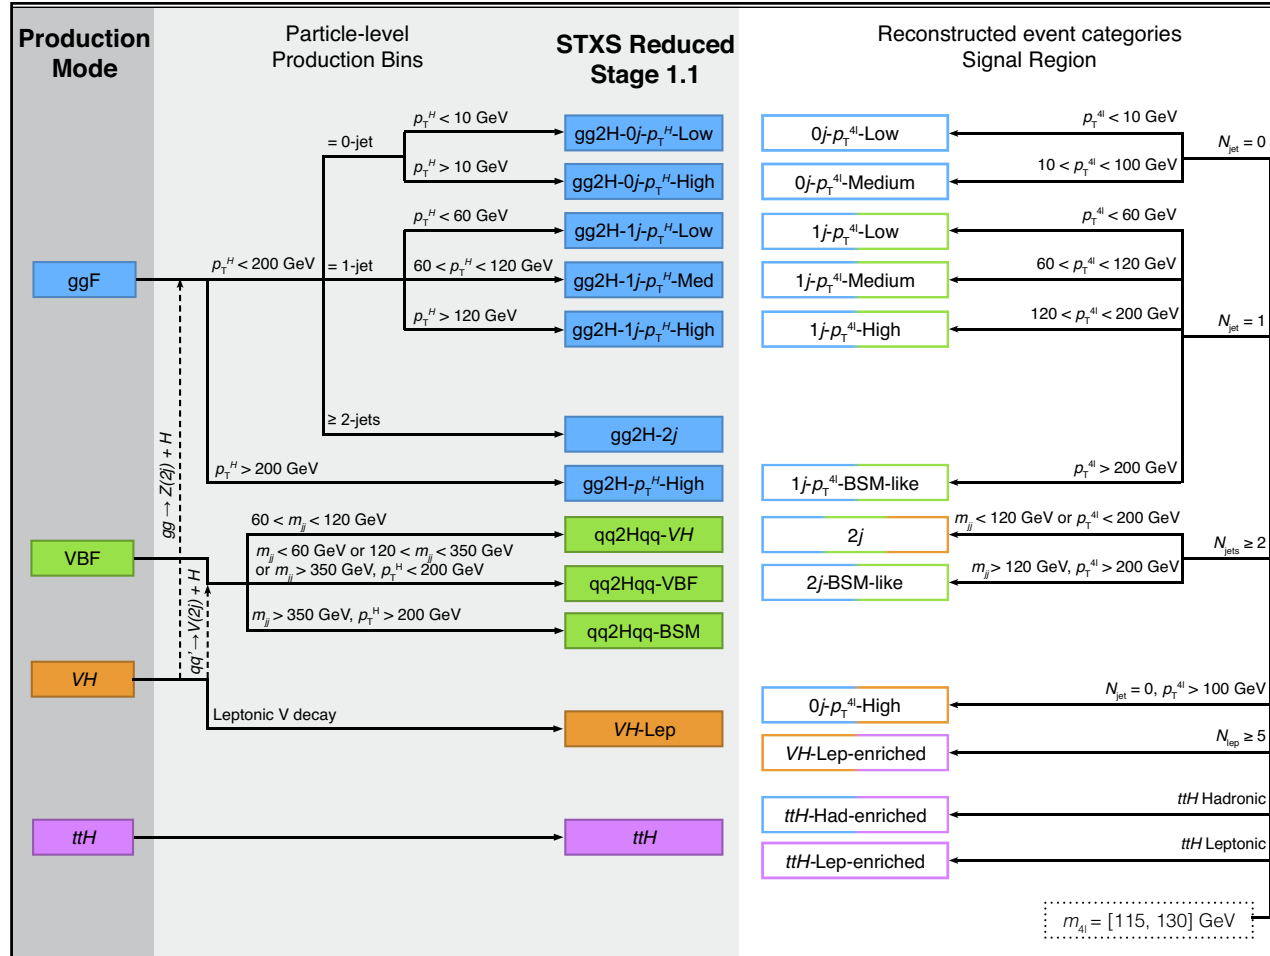 Production
Mode
Particle-level
Production Bins
STXS Reduced
Stage 1.1
Reconstructed event categories
Signal Region
ggF
VBF
VH
ttH
gg → Z(2j) + H
qq' → V(2j) + H
p_T^H < 200 GeV
p_T^H > 200 GeV
= 0-jet
= 1-jet
≥ 2-jets
p_T^H < 10 GeV
p_T^H > 10 GeV
p_T^H < 60 GeV
60 < p_T^H < 120 GeV
p_T^H > 120 GeV
60 < m_jj < 120 GeV
m_jj < 60 GeV or 120 < m_jj < 350 GeV
or m_jj > 350 GeV, p_T^H < 200 GeV
m_jj > 350 GeV, p_T^H > 200 GeV
Leptonic V decay
gg2H-0j-p_T^H-Low
gg2H-0j-p_T^H-High
gg2H-1j-p_T^H-Low
gg2H-1j-p_T^H-Med
gg2H-1j-p_T^H-High
gg2H-2j
gg2H-p_T^H-High
qq2Hqq-VH
qq2Hqq-VBF
qq2Hqq-BSM
VH-Lep
ttH
0j-p_T^4l-Low
0j-p_T^4l-Medium
1j-p_T^4l-Low
1j-p_T^4l-Medium
1j-p_T^4l-High
1j-p_T^4l-BSM-like
2j
2j-BSM-like
0j-p_T^4l-High
VH-Lep-enriched
ttH-Had-enriched
ttH-Lep-enriched
p_T^4l < 10 GeV
10 < p_T^4l < 100 GeV
p_T^4l < 60 GeV
60 < p_T^4l < 120 GeV
120 < p_T^4l < 200 GeV
p_T^4l > 200 GeV
m_jj < 120 GeV or p_T^4l < 200 GeV
m_jj > 120 GeV, p_T^4l > 200 GeV
N_jet = 0
N_jet = 1
N_jets ≥ 2
N_jet = 0, p_T^4l > 100 GeV
N_lep ≥ 5
ttH Hadronic
ttH Leptonic
m_4l = [115, 130] GeV